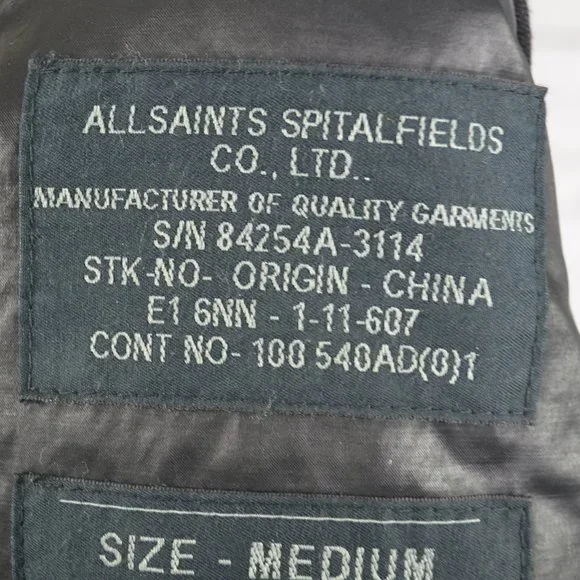 ALLSAINTS SPITALFIELDS
CO., LTD..
MANUFACTURER OF QUALITY GARMENTS
S/N 84254A-3114
STK-NO- ORIGIN - CHINA
E1 6NN - 1-11-607
CONT NO- 100 540AD(0)1
SIZE - MEDIUM